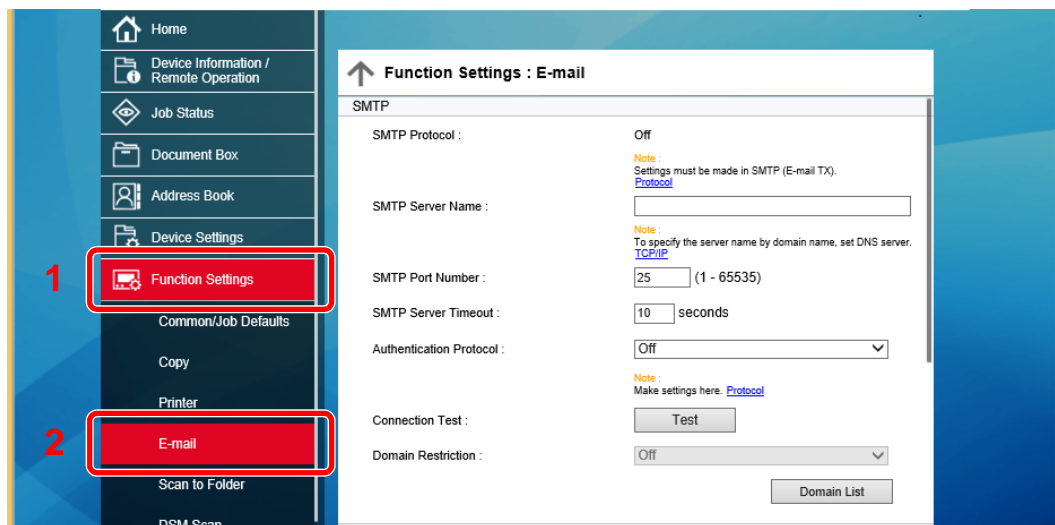 Home
Device Information /
Remote Operation
Job Status
Document Box
Address Book
Device Settings
1
Function Settings
Common/Job Defaults
Copy
Printer
2
E-mail
Scan to Folder
DSM Scan
Function Settings : E-mail
SMTP
SMTP Protocol : Off
Note :
Settings must be made in SMTP (E-mail TX).
Protocol
SMTP Server Name :
Note :
To specify the server name by domain name, set DNS server.
TCP/IP
SMTP Port Number : 25 (1 - 65535)
SMTP Server Timeout : 10 seconds
Authentication Protocol : Off
Note :
Make settings here. Protocol
Connection Test : Test
Domain Restriction : Off
Domain List